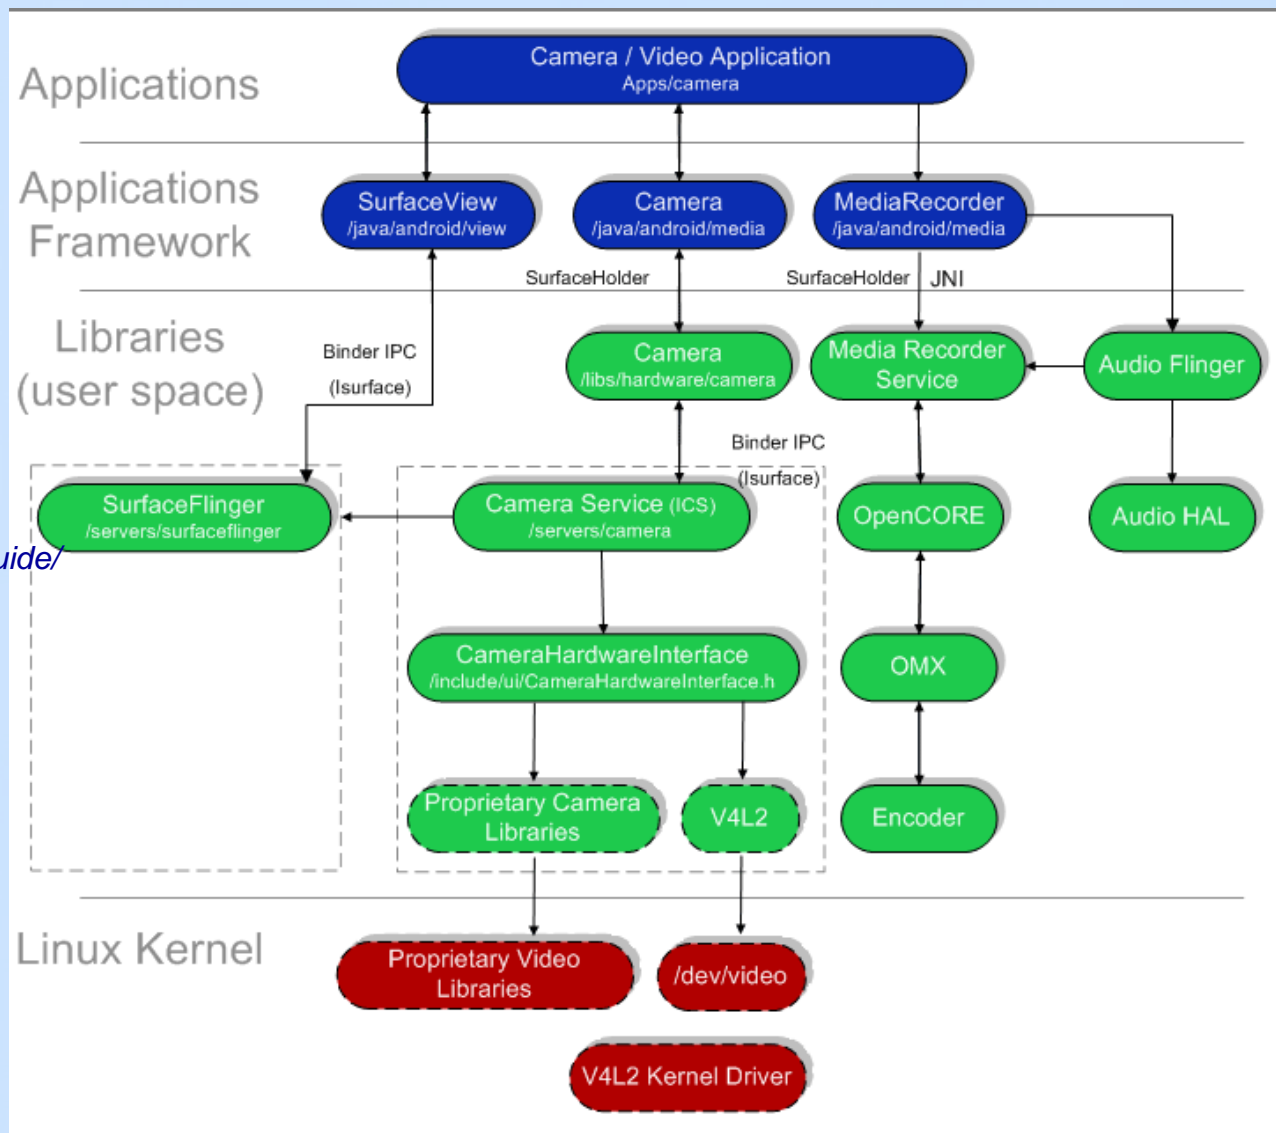 Applications
Camera / Video Application
Apps/camera
Applications
Framework
SurfaceView
/java/android/view
Camera
/java/android/media
MediaRecorder
/java/android/media
SurfaceHolder
SurfaceHolder
JNI
Libraries
(user space)
Binder IPC
(Isurface)
Camera
/libs/hardware/camera
Media Recorder
Service
Audio Flinger
Binder IPC
(Isurface)
SurfaceFlinger
/servers/surfaceflinger
Camera Service (ICS)
/servers/camera
OpenCORE
Audio HAL
CameraHardwareInterface
/include/ui/CameraHardwareInterface.h
OMX
Proprietary Camera
Libraries
V4L2
Encoder
Linux Kernel
Proprietary Video
Libraries
/dev/video
V4L2 Kernel Driver